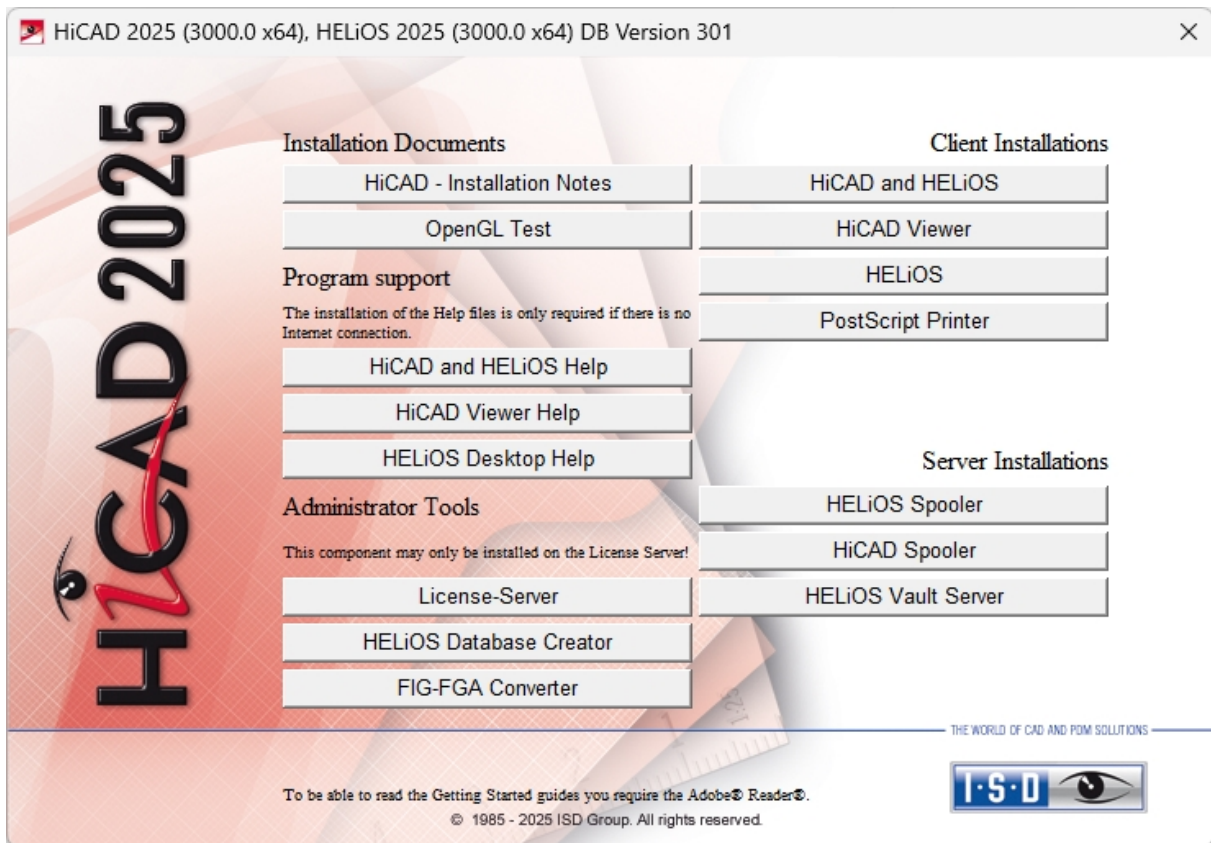 HiCAD 2025 (3000.0 x64), HELiOS 2025 (3000.0 x64) DB Version 301
HiCAD 2025
Installation Documents
HiCAD - Installation Notes
OpenGL Test
Program support
The installation of the Help files is only required if there is no
Internet connection.
HiCAD and HELiOS Help
HiCAD Viewer Help
HELiOS Desktop Help
Administrator Tools
This component may only be installed on the License Server!
License-Server
HELiOS Database Creator
FIG-FGA Converter
Client Installations
HiCAD and HELiOS
HiCAD Viewer
HELiOS
PostScript Printer
Server Installations
HELiOS Spooler
HiCAD Spooler
HELiOS Vault Server
THE WORLD OF CAD AND PDM SOLUTIONS
I·S·D
To be able to read the Getting Started guides you require the Adobe® Reader®.
© 1985 - 2025 ISD Group. All rights reserved.